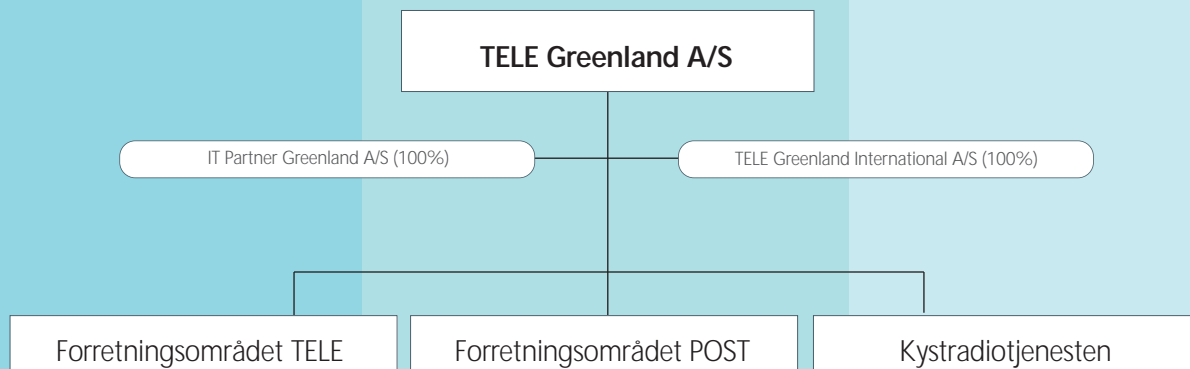 TELE Greenland A/S
IT Partner Greenland A/S (100%)
TELE Greenland International A/S (100%)
Forretningsområdet TELE
Forretningsområdet POST
Kystradiotjenesten